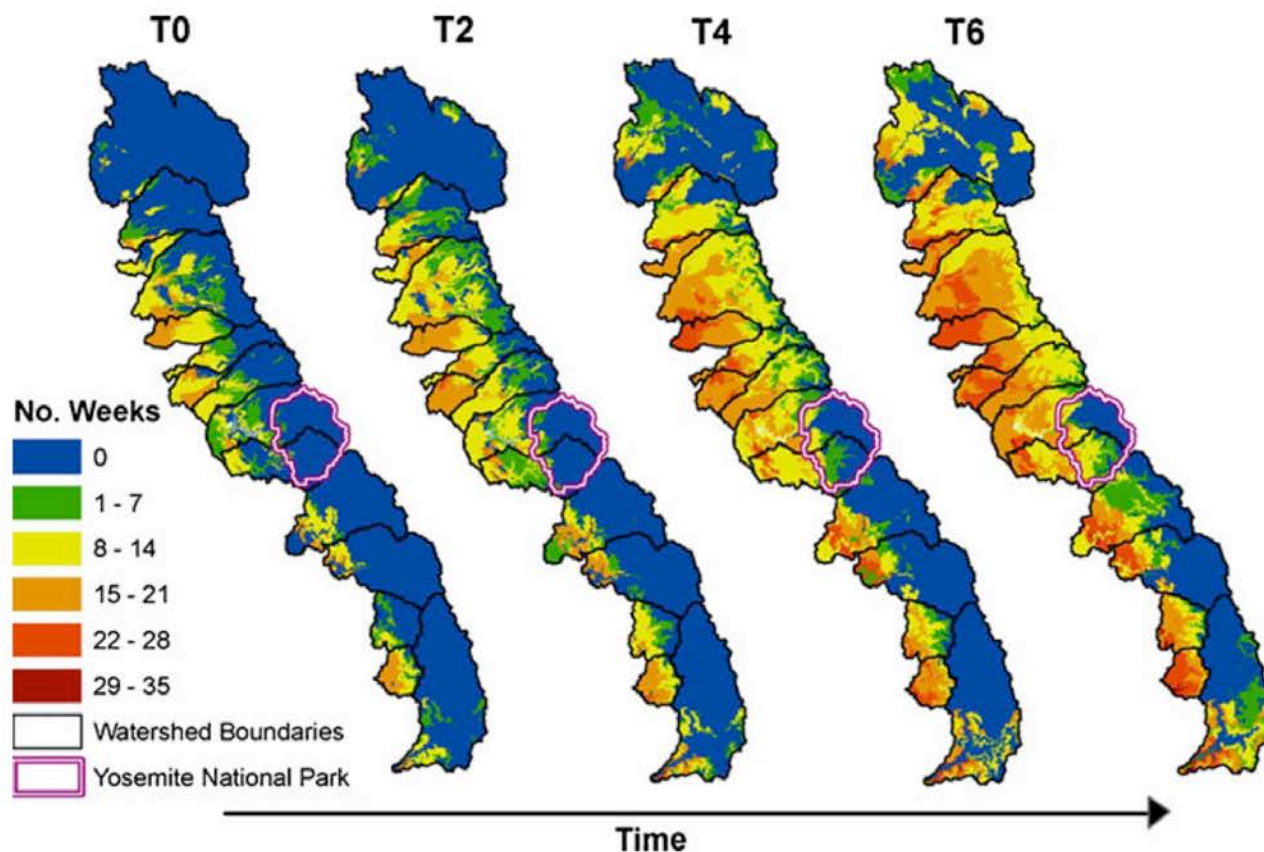 T0
T2
T4
T6
No. Weeks
0
1 - 7
8 - 14
15 - 21
22 - 28
29 - 35
Watershed Boundaries
Yosemite National Park
Time